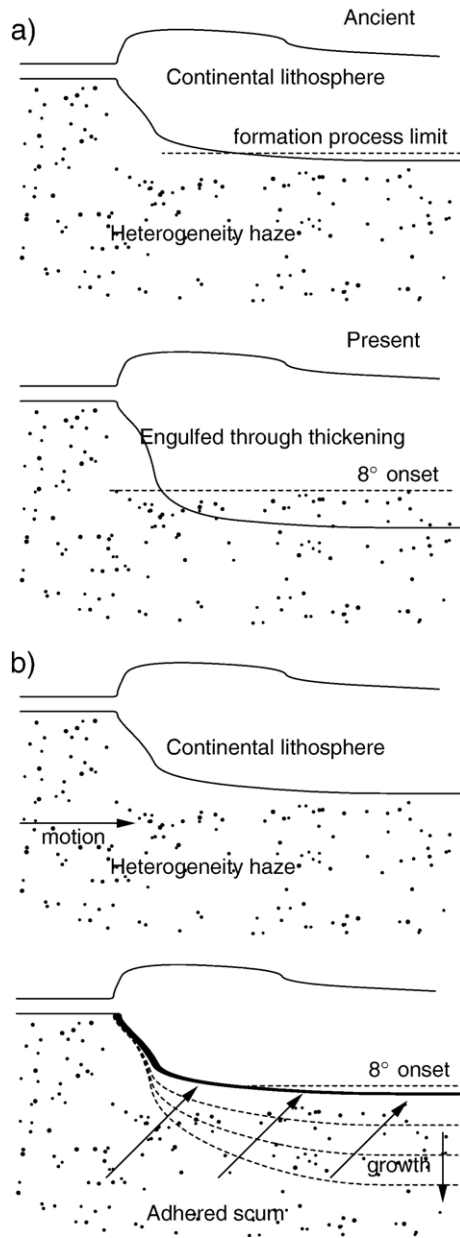 a)
Ancient
Continental lithosphere
formation process limit
Heterogeneity haze
Present
Engulfed through thickening
8° onset
b)
Continental lithosphere
motion
Heterogeneity haze
8° onset
growth
Adhered scum